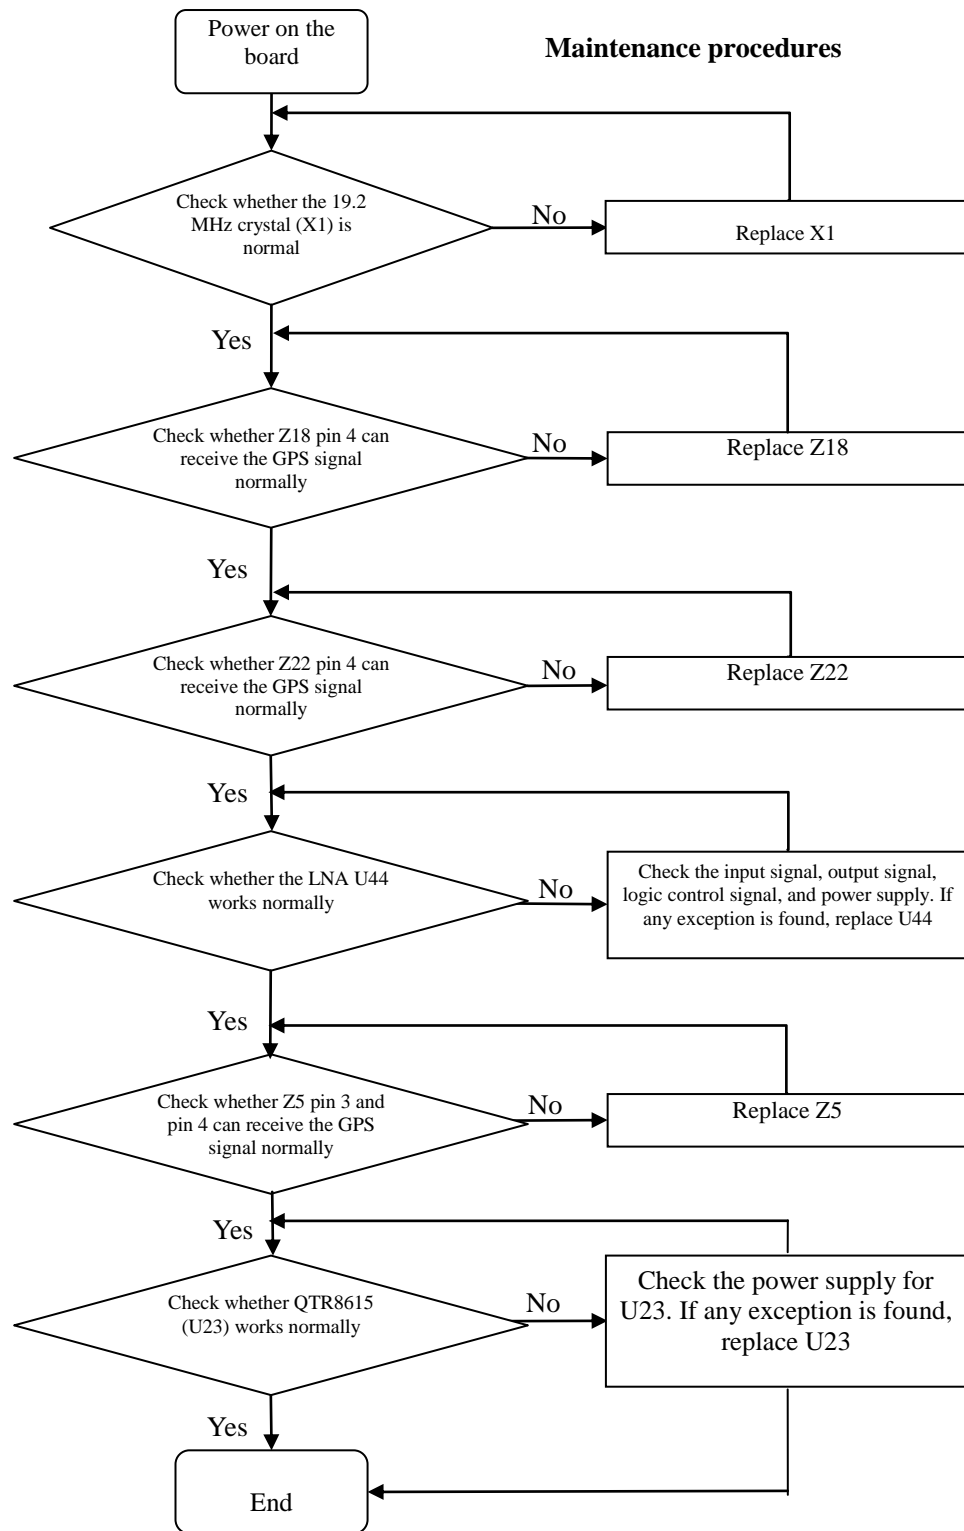 Power on the
board
Maintenance procedures
Check whether the 19.2
MHz crystal (X1) is
normal
No
Replace X1
Yes
Check whether Z18 pin 4 can
receive the GPS signal
normally
No
Replace Z18
Yes
Check whether Z22 pin 4 can
receive the GPS signal
normally
No
Replace Z22
Yes
Check whether the LNA U44
works normally
No
Check the input signal, output signal,
logic control signal, and power supply. If
any exception is found, replace U44
Yes
Check whether Z5 pin 3 and
pin 4 can receive the GPS
signal normally
No
Replace Z5
Yes
Check whether QTR8615
(U23) works normally
No
Check the power supply for
U23. If any exception is found,
replace U23
Yes
End